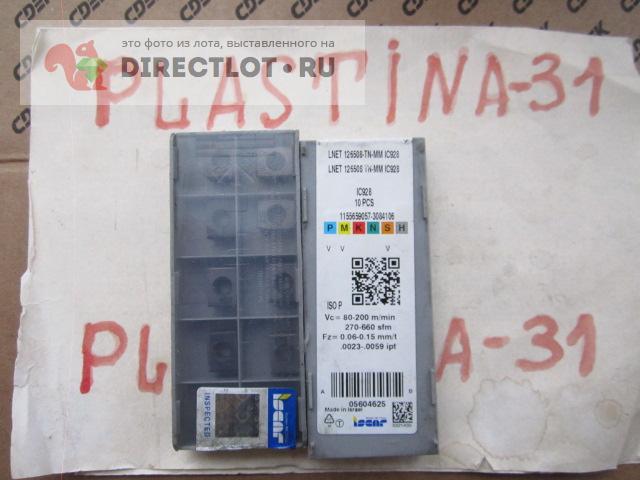 CDEK
это фото из лота, выставленного на
DIRECTLOT.RU
PLASTINA-31
LNET 126508-TN-MM IC928
LNET 126508 TN-MM IC928
IC928
10 PCS
1155659057-3084106
P M K N S H
V V V
ISO P
Vc = 80-200 m/min
270-660 sfm
Fz = 0.06-0.15 mm/t
.0023-.0059 ipt
A D
05604625
Made in Israel
iscar
INSPECTED
iscar
A-31